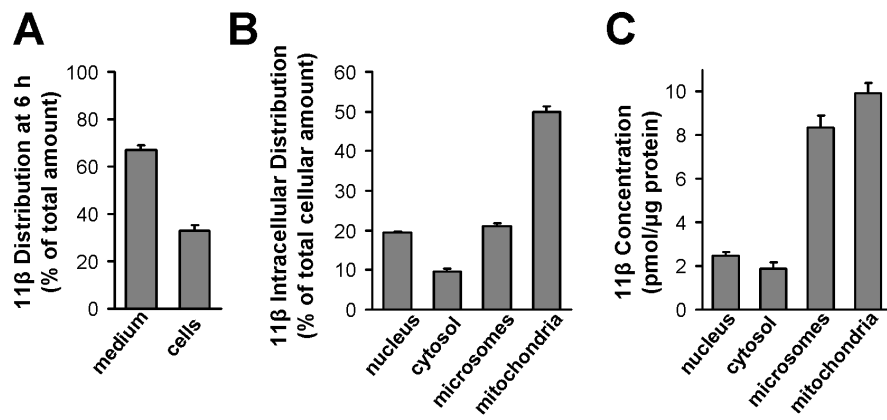 A
11β Distribution at 6 h
(% of total amount)
100
80
60
40
20
0
medium
cells
B
11β Intracellular Distribution
(% of total cellular amount)
60
50
40
30
20
10
0
nucleus
cytosol
microsomes
mitochondria
C
11β Concentration
(pmol/μg protein)
10
8
6
4
2
0
nucleus
cytosol
microsomes
mitochondria